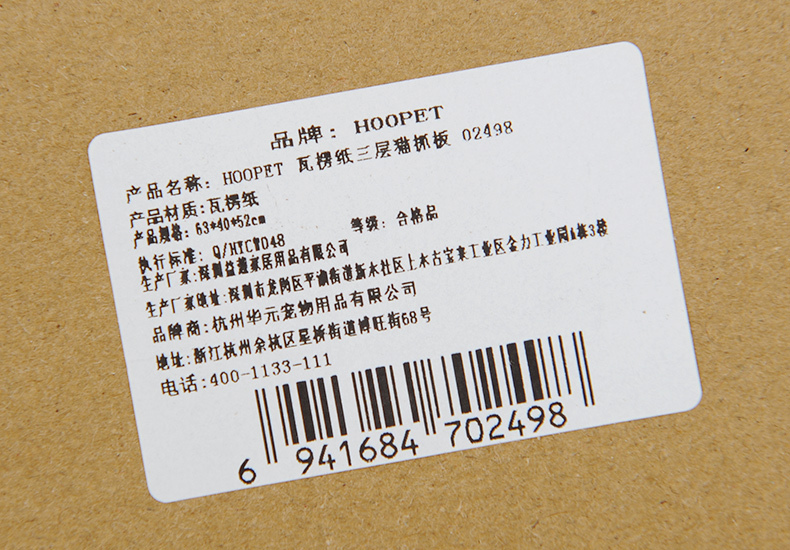 品牌：HOOPET
产品名称：HOOPET 瓦楞纸三层猫抓板 02498
产品材质:瓦楞纸
产品规格：63*40*52cm
执行标准：Q/HYCW048 等级：合格品
生产厂家:深圳益蓬家居用品有限公司
生产厂家地址:深圳市龙岗区平湖街道新木社区上木古宝来工业区金力工业园 栋3楼
品牌商：杭州华元宠物用品有限公司
地址:浙江杭州余杭区星桥街道博旺街68号
电话:400-1133-111
6 941684 702498